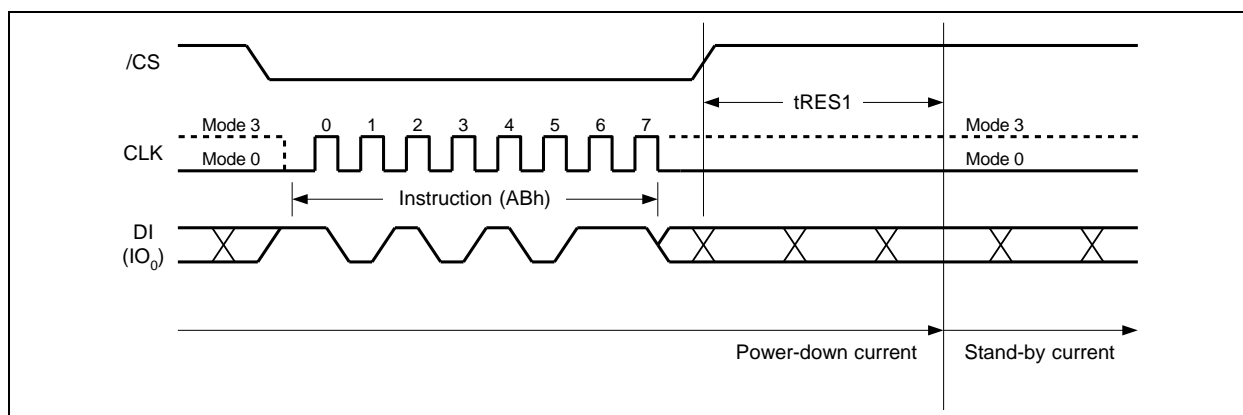 /CS
tRES1
Mode 3 0 1 2 3 4 5 6 7 Mode 3
CLK
Mode 0 Mode 0
Instruction (ABh)
DI
(IO0)
Power-down current Stand-by current